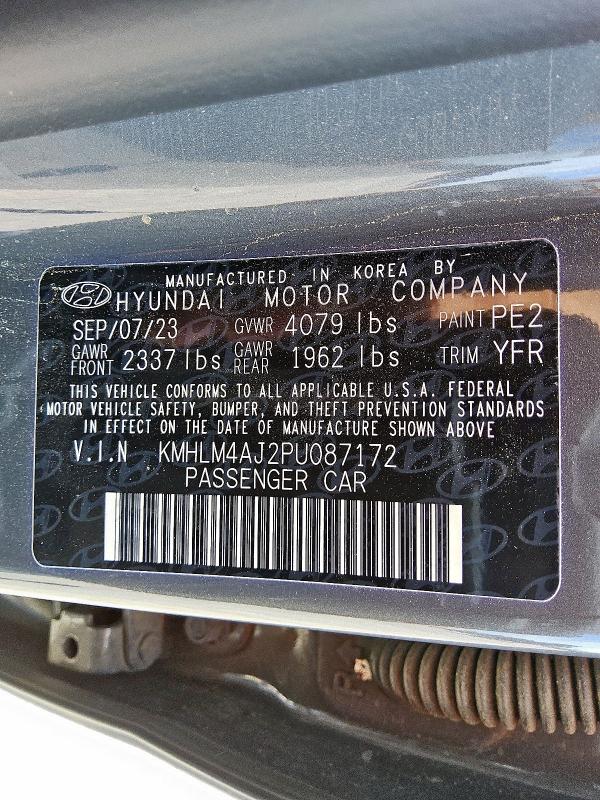 MANUFACTURED IN KOREA BY
HYUNDAI MOTOR COMPANY
SEP/07/23 GVWR 4079 lbs PAINT PE2
GAWR FRONT 2337 lbs GAWR REAR 1962 lbs TRIM YFR
THIS VEHICLE CONFORMS TO ALL APPLICABLE U.S.A. FEDERAL
MOTOR VEHICLE SAFETY, BUMPER, AND THEFT PREVENTION STANDARDS
IN EFFECT ON THE DATE OF MANUFACTURE SHOWN ABOVE
V.I.N KMHLM4AJ2PU087172
PASSENGER CAR